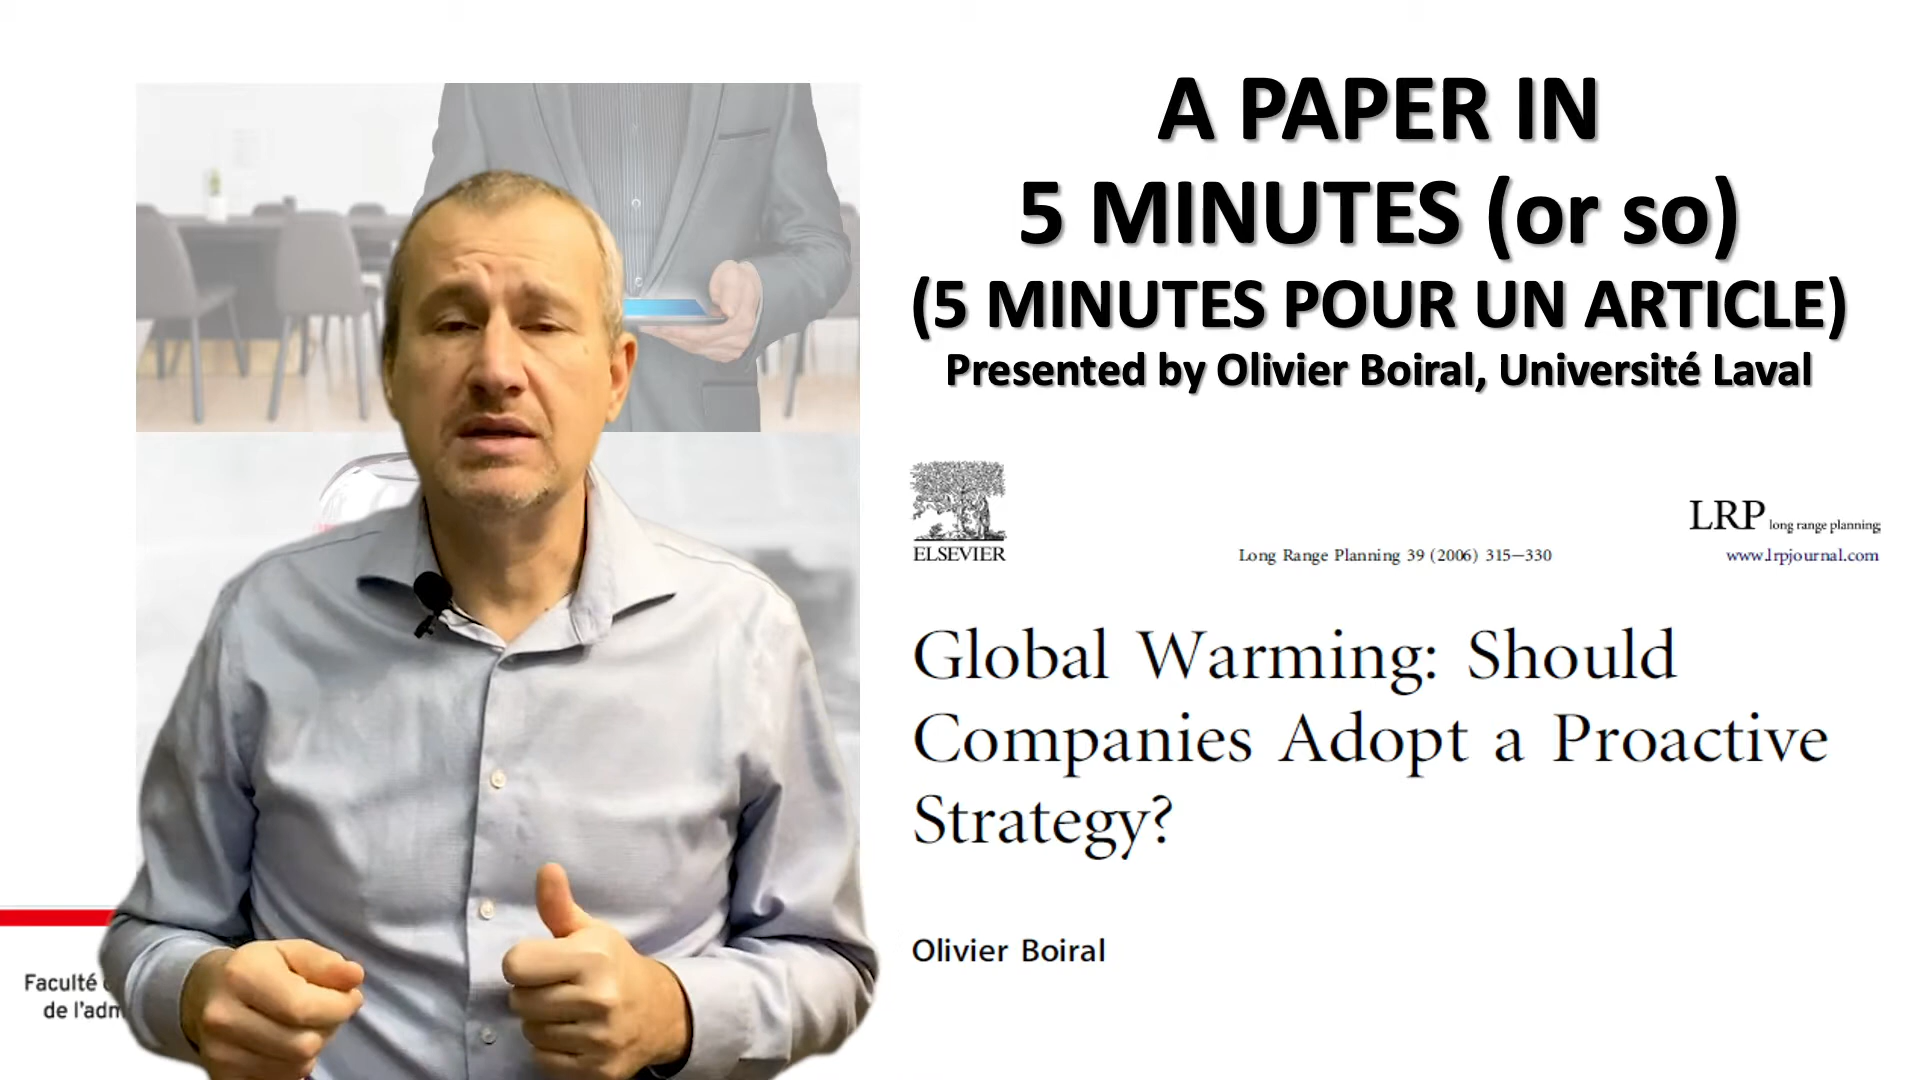 A PAPER IN
5 MINUTES (or so)
(5 MINUTES POUR UN ARTICLE)
Presented by Olivier Boiral, Université Laval
ELSEVIER
Long Range Planning 39 (2006) 315–330
LRP long range planning
www.lrpjournal.com
Global Warming: Should
Companies Adopt a Proactive
Strategy?
Olivier Boiral
Faculté
de l'adm